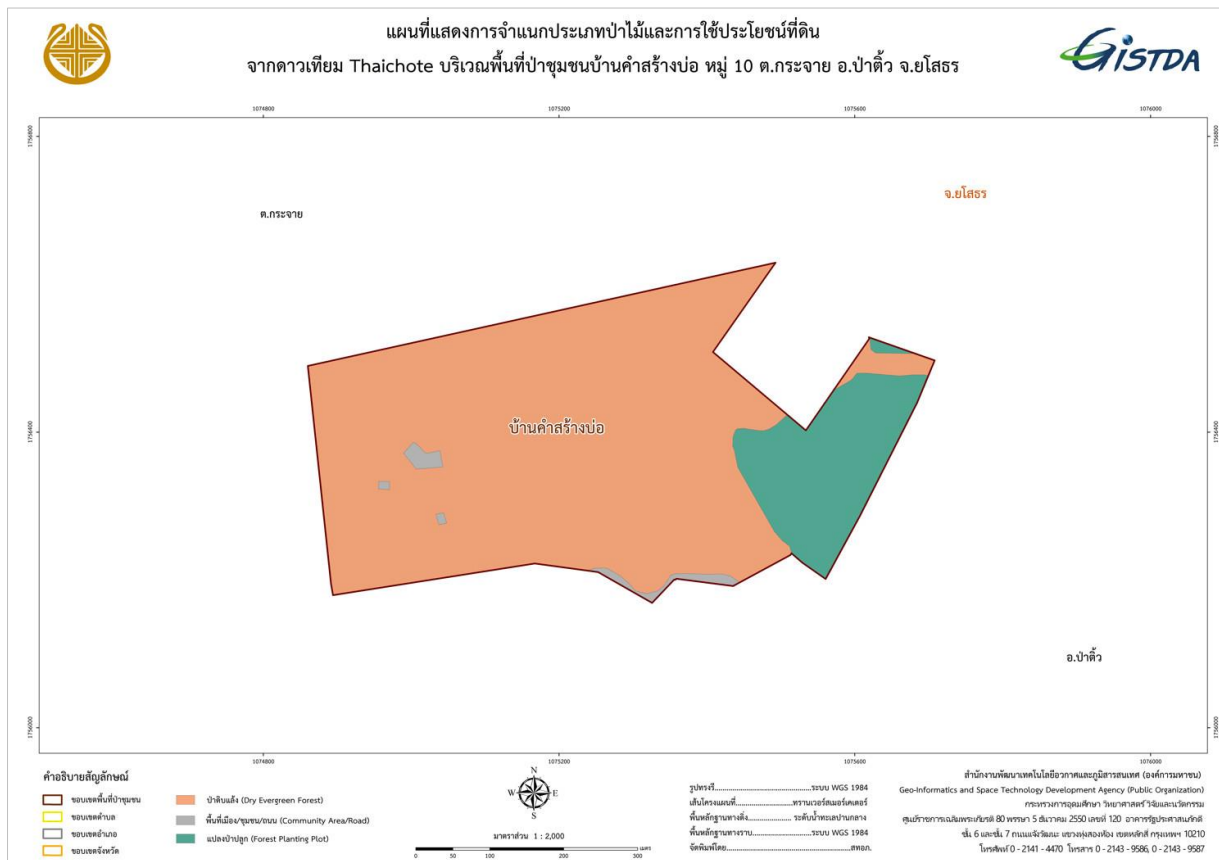 แผนที่แสดงการจำแนกประเภทป่าไม้และการใช้ประโยชน์ที่ดิน
จากดาวเทียม Thaichote บริเวณพื้นที่ป่าชุมชนบ้านคำสร้างบ่อ หมู่ 10 ต.กระจาย อ.ป่าติ้ว จ.ยโสธร
GISTDA
1074800
1075200
1075600
1076000
1756800
1756800
จ.ยโสธร
ต.กระจาย
บ้านคำสร้างบ่อ
1756400
1756400
อ.ป่าติ้ว
1756000
1756000
1074800
1075200
1075600
1076000
คำอธิบายสัญลักษณ์
ขอบเขตพื้นที่ป่าชุมชน
ขอบเขตตำบล
ขอบเขตอำเภอ
ขอบเขตจังหวัด
ป่าดิบแล้ง (Dry Evergreen Forest)
พื้นที่เมือง/ชุมชน/ถนน (Community Area/Road)
แปลงป่าปลูก (Forest Planting Plot)
N
W
E
S
มาตราส่วน 1 : 2,000
เมตร
0 50 100 200 300
รูปทรงรี.....ระบบ WGS 1984
เส้นโครงแผนที่.....ทรานเวอร์สเมอร์เคเตอร์
พื้นหลักฐานทางดิ่ง..... ระดับน้ำทะเลปานกลาง
พื้นหลักฐานทางราบ.....ระบบ WGS 1984
จัดพิมพ์โดย.....สทอภ.
สำนักงานพัฒนาเทคโนโลยีอวกาศและภูมิสารสนเทศ (องค์การมหาชน)
Geo-Informatics and Space Technology Development Agency (Public Organization)
กระทรวงการอุดมศึกษา วิทยาศาสตร์ วิจัยและนวัตกรรม
ศูนย์ราชการเฉลิมพระเกียรติ 80 พรรษา 5 ธันวาคม 2550 เลขที่ 120 อาคารรัฐประศาสนภักดี
ชั้น 6 และชั้น 7 ถนนแจ้งวัฒนะ แขวงทุ่งสองห้อง เขตหลักสี่ กรุงเทพฯ 10210
โทรศัพท์ 0 - 2141 - 4470 โทรสาร 0 - 2143 - 9586, 0 - 2143 - 9587